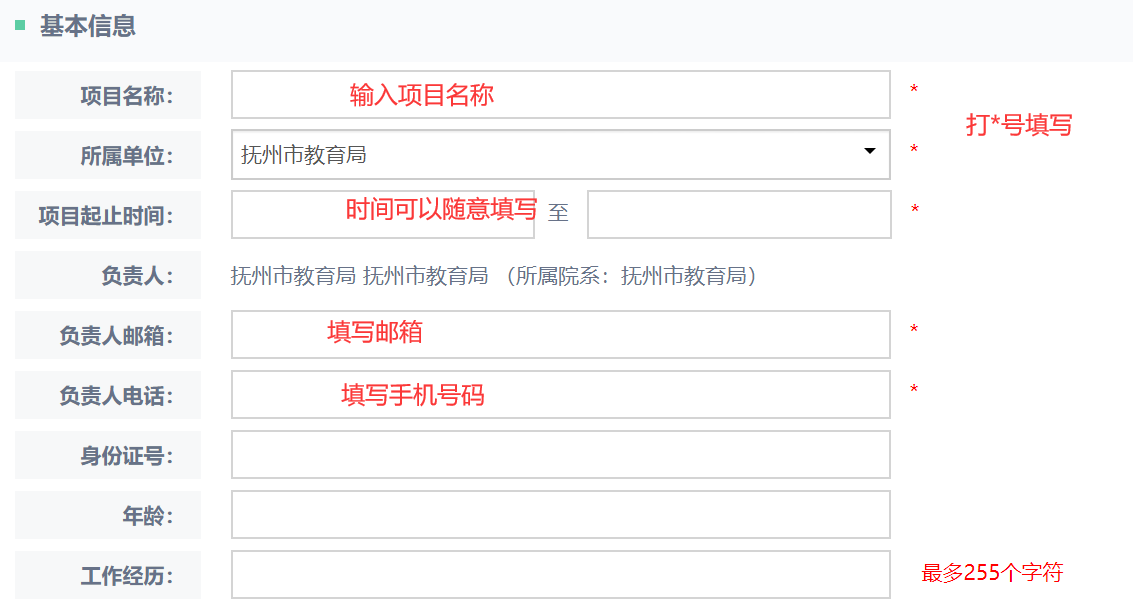 基本信息
项目名称： 输入项目名称 *
打*号填写
所属单位： 抚州市教育局 *
项目起止时间： 时间可以随意填写 至 *
负责人： 抚州市教育局 抚州市教育局 （所属院系：抚州市教育局）
负责人邮箱： 填写邮箱 *
负责人电话： 填写手机号码 *
身份证号：
年龄：
工作经历： 最多255个字符